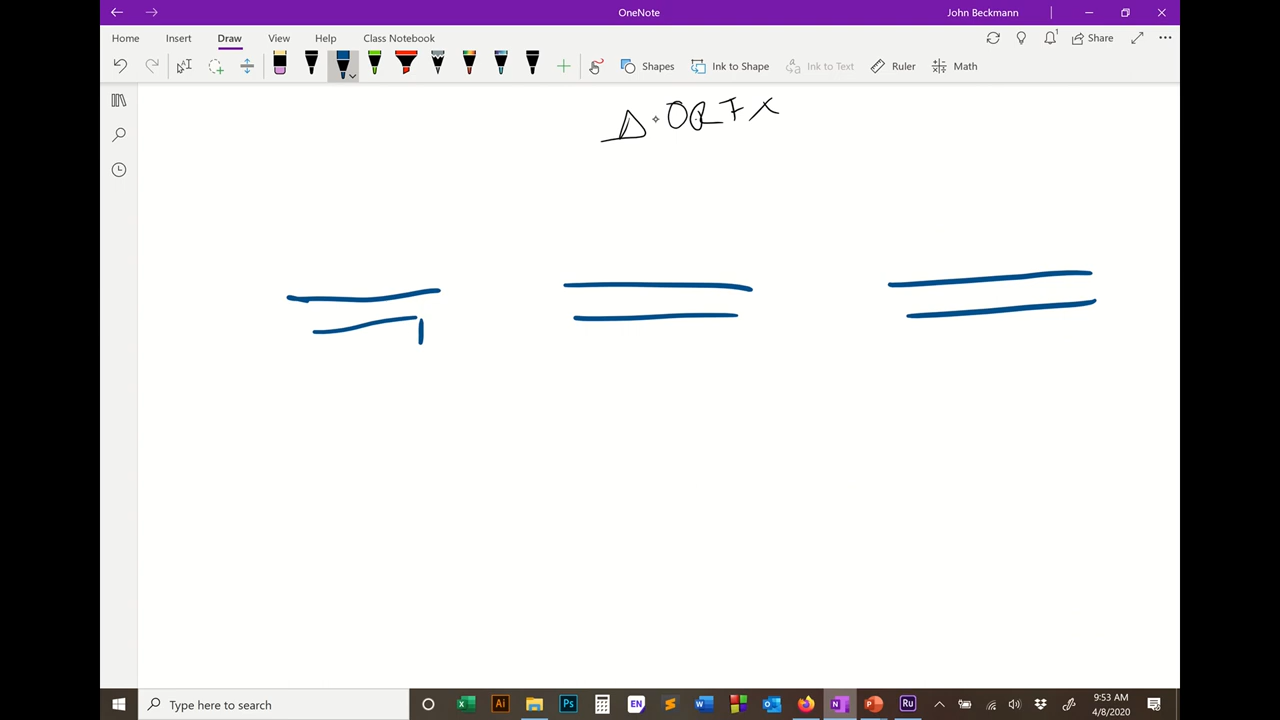 OneNote
John Beckmann
Home Insert Draw View Help Class Notebook
1 Share
Shapes Ink to Shape Ink to Text Ruler Math
Type here to search
9:53 AM
4/8/2020